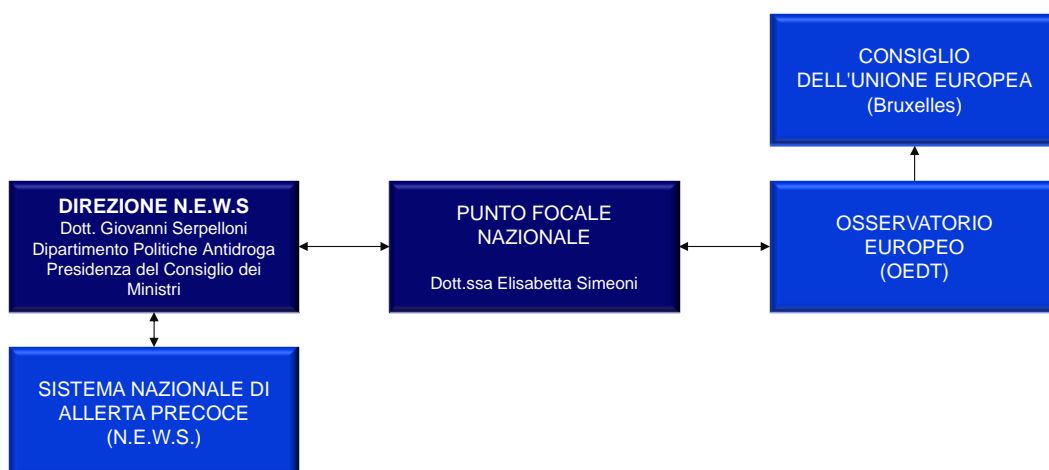 CONSIGLIO
DELL'UNIONE EUROPEA
(Bruxelles)
DIREZIONE N.E.W.S
Dott. Giovanni Serpelloni
Dipartimento Politiche Antidroga
Presidenza del Consiglio dei
Ministri
PUNTO FOCALE
NAZIONALE
Dott.ssa Elisabetta Simeoni
OSSERVATORIO
EUROPEO
(OEDT)
SISTEMA NAZIONALE DI
ALLERTA PRECOCE
(N.E.W.S.)